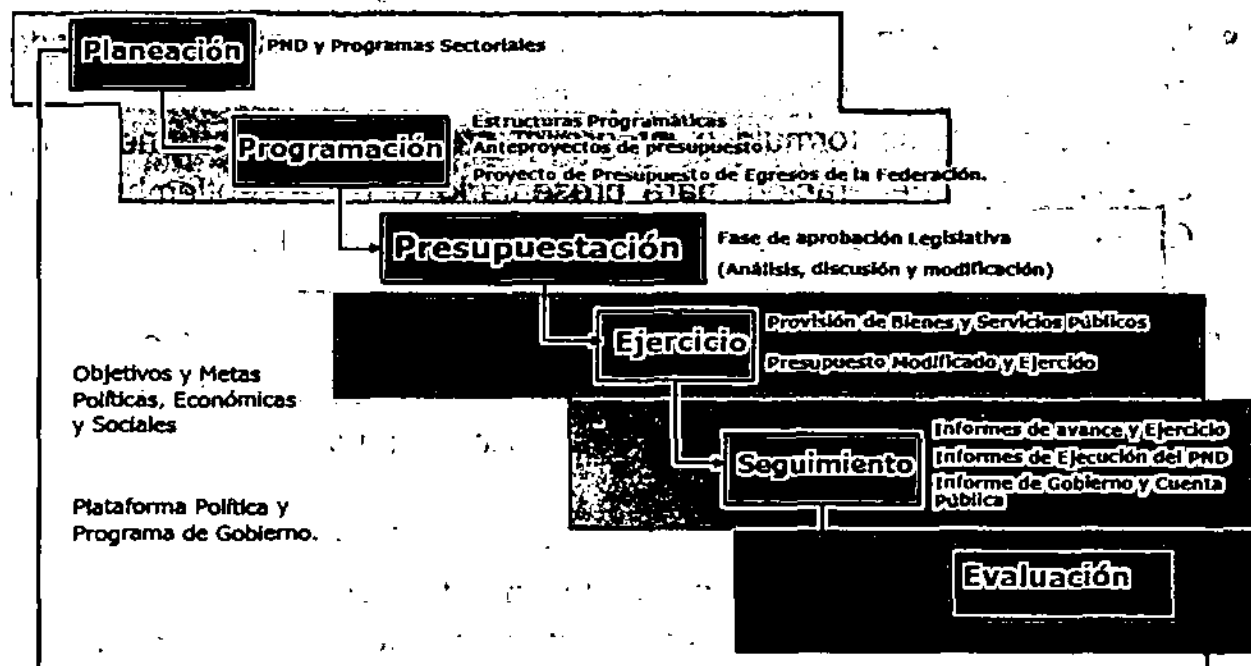 Planeación
PND y Programas Sectoriales
Programación
Estructuras Programáticas
Anteproyectos de presupuesto
Proyecto de Presupuesto de Egresos de la Federación.
Presupuestación
Fase de aprobación Legislativa
(Análisis, discusión y modificación)
Ejercicio
Provisión de Bienes y Servicios Públicos
Presupuesto Modificado y Ejercido
Objetivos y Metas
Políticas, Económicas
y Sociales
Seguimiento
Informes de avance y Ejercicio
Informes de Ejecución del PND
Informe de Gobierno y Cuenta
Pública
Plataforma Política y
Programa de Gobierno.
Evaluación